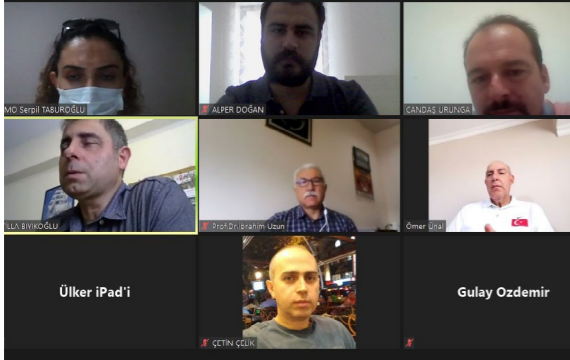 MO Serpil TABUROĞLU
ALPER DOĞAN
CANDAŞ URUNGA
İLLA BIYIKOĞLU
Prof.Dr.İbrahim Uzun
Ömer Ünal
Ülker iPad'i
ÇETİN ÇELİK
Gulay Ozdemir